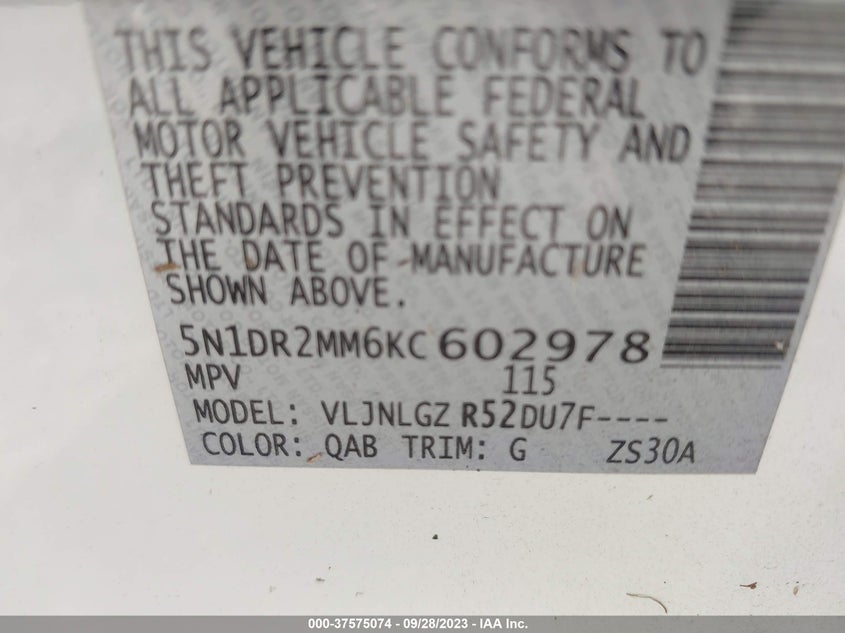 THIS VEHICLE CONFORMS TO
ALL APPLICABLE FEDERAL
MOTOR VEHICLE SAFETY AND
THEFT PREVENTION
STANDARDS IN EFFECT ON
THE DATE OF MANUFACTURE
SHOWN ABOVE.
5N1DR2MM6KC602978
MPV 115
MODEL: VLJNLGZ R52DU7F----
COLOR: QAB TRIM: G ZS30A
000-37575074 - 09/28/2023 - IAA Inc.